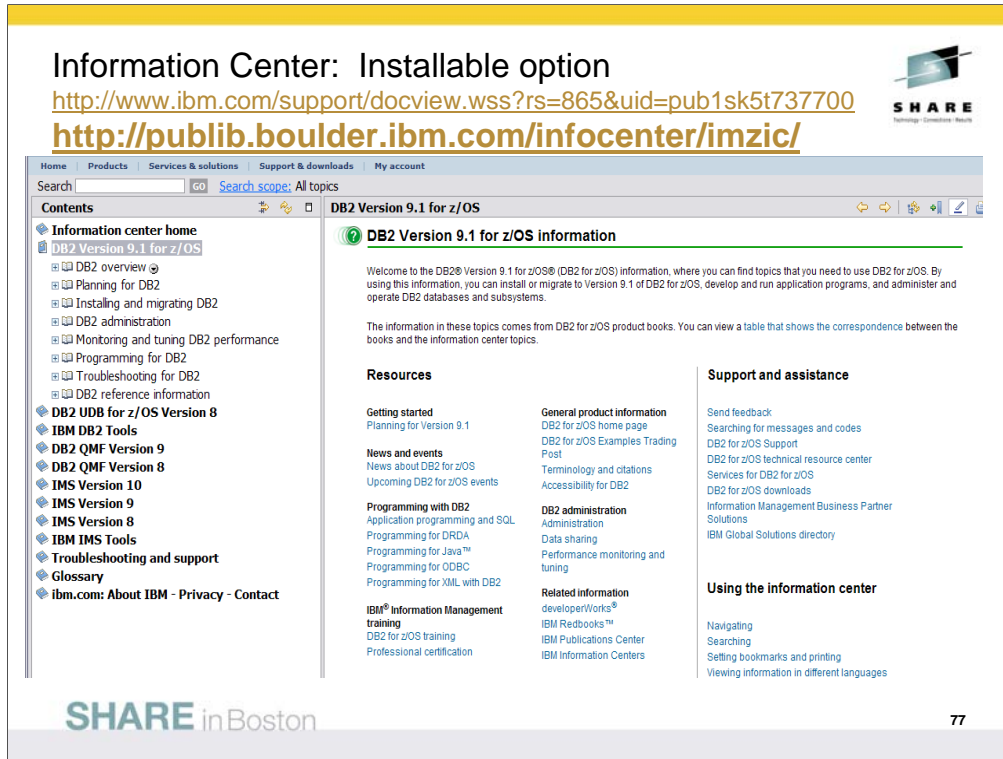 Information Center: Installable option
http://www.ibm.com/support/docview.wss?rs=865&uid=pub1sk5t737700
http://publib.boulder.ibm.com/infocenter/imzic/
SHARE
Technology · Connections · Results
Home | Products | Services & solutions | Support & downloads | My account
Search GO Search scope: All topics
Contents
Information center home
DB2 Version 9.1 for z/OS
DB2 overview
Planning for DB2
Installing and migrating DB2
DB2 administration
Monitoring and tuning DB2 performance
Programming for DB2
Troubleshooting for DB2
DB2 reference information
DB2 UDB for z/OS Version 8
IBM DB2 Tools
DB2 QMF Version 9
DB2 QMF Version 8
IMS Version 10
IMS Version 9
IMS Version 8
IBM IMS Tools
Troubleshooting and support
Glossary
ibm.com: About IBM - Privacy - Contact
DB2 Version 9.1 for z/OS
DB2 Version 9.1 for z/OS information
Welcome to the DB2® Version 9.1 for z/OS® (DB2 for z/OS) information, where you can find topics that you need to use DB2 for z/OS. By
using this information, you can install or migrate to Version 9.1 of DB2 for z/OS, develop and run application programs, and administer and
operate DB2 databases and subsystems.
The information in these topics comes from DB2 for z/OS product books. You can view a table that shows the correspondence between the
books and the information center topics.
Resources
Getting started
Planning for Version 9.1
News and events
News about DB2 for z/OS
Upcoming DB2 for z/OS events
Programming with DB2
Application programming and SQL
Programming for DRDA
Programming for Java™
Programming for ODBC
Programming for XML with DB2
IBM® Information Management
training
DB2 for z/OS training
Professional certification
General product information
DB2 for z/OS home page
DB2 for z/OS Examples Trading
Post
Terminology and citations
Accessibility for DB2
DB2 administration
Administration
Data sharing
Performance monitoring and
tuning
Related information
developerWorks®
IBM Redbooks™
IBM Publications Center
IBM Information Centers
Support and assistance
Send feedback
Searching for messages and codes
DB2 for z/OS Support
DB2 for z/OS technical resource center
Services for DB2 for z/OS
DB2 for z/OS downloads
Information Management Business Partner
Solutions
IBM Global Solutions directory
Using the information center
Navigating
Searching
Setting bookmarks and printing
Viewing information in different languages
SHARE in Boston
77